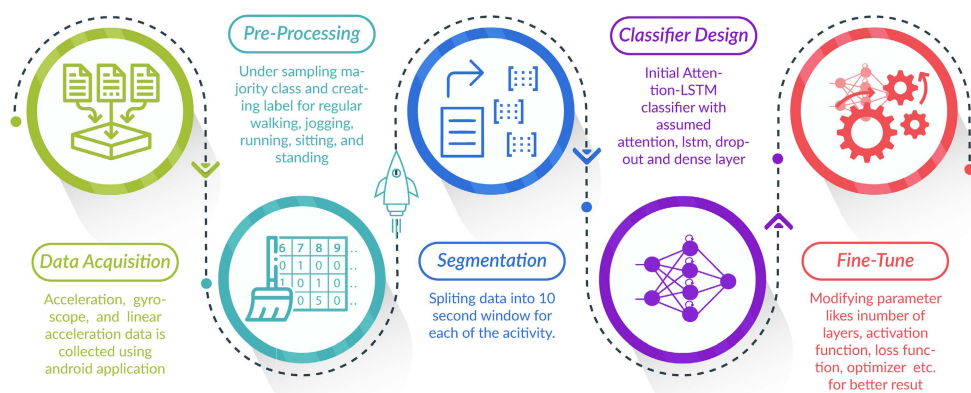 Data Acquisition
Acceleration, gyro-
scope, and linear
acceleration data is
collected using
android application
Pre-Processing
Under sampling ma-
jority class and creat-
ing label for regular
walking, jogging,
running, sitting, and
standing
6 7 8 9 ..
0 1 0 0 ..
1 0 1 0 ..
0 5 0 ..
Segmentation
Spliting data into 10
second window for
each of the acitivity.
Classifier Design
Initial Atten-
tion-LSTM
classifier with
assumed
attention, lstm, drop-
out and dense layer
Fine-Tune
Modifying parameter
likes inumber of
layers, activation
function, loss func-
tion, optimizer etc.
for better resut